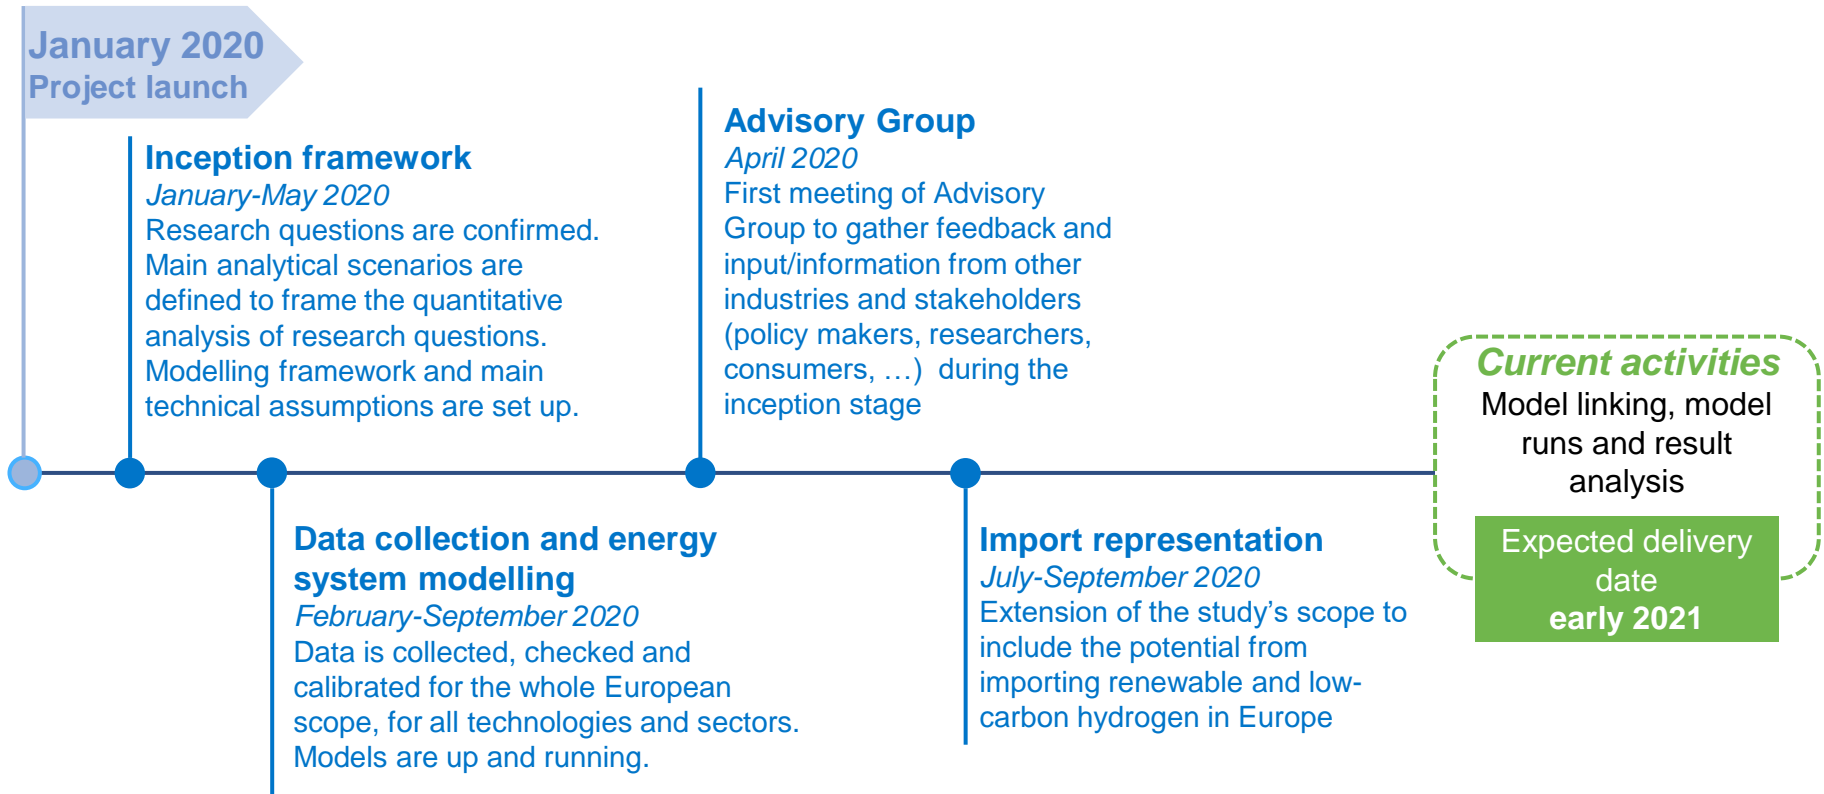 January 2020
Project launch
Inception framework
January-May 2020
Research questions are confirmed.
Main analytical scenarios are
defined to frame the quantitative
analysis of research questions.
Modelling framework and main
technical assumptions are set up.
Data collection and energy
system modelling
February-September 2020
Data is collected, checked and
calibrated for the whole European
scope, for all technologies and sectors.
Models are up and running.
Advisory Group
April 2020
First meeting of Advisory
Group to gather feedback and
input/information from other
industries and stakeholders
(policy makers, researchers,
consumers, …)  during the
inception stage
Import representation
July-September 2020
Extension of the study’s scope to
include the potential from
importing renewable and low-
carbon hydrogen in Europe
Current activities
Model linking, model
runs and result
analysis
Expected delivery
date
early 2021